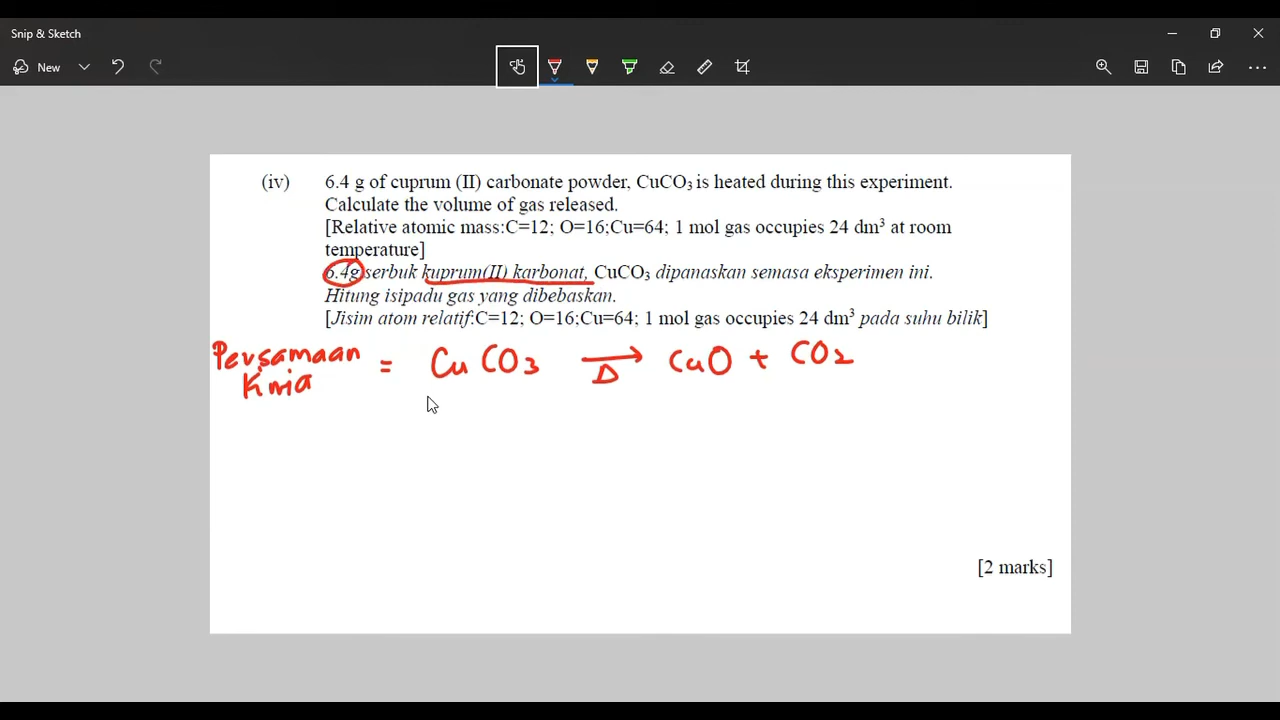 Snip & Sketch
New
(iv) 6.4 g of cuprum (II) carbonate powder, CuCO₃ is heated during this experiment.
Calculate the volume of gas released.
[Relative atomic mass:C=12; O=16;Cu=64; 1 mol gas occupies 24 dm³ at room
temperature]
6.4g serbuk kuprum(II) karbonat, CuCO₃ dipanaskan semasa eksperimen ini.
Hitung isipadu gas yang dibebaskan.
[Jisim atom relatif:C=12; O=16;Cu=64; 1 mol gas occupies 24 dm³ pada suhu bilik]
Persamaan
Kimia = CuCO₃ →Δ CuO + CO₂
[2 marks]